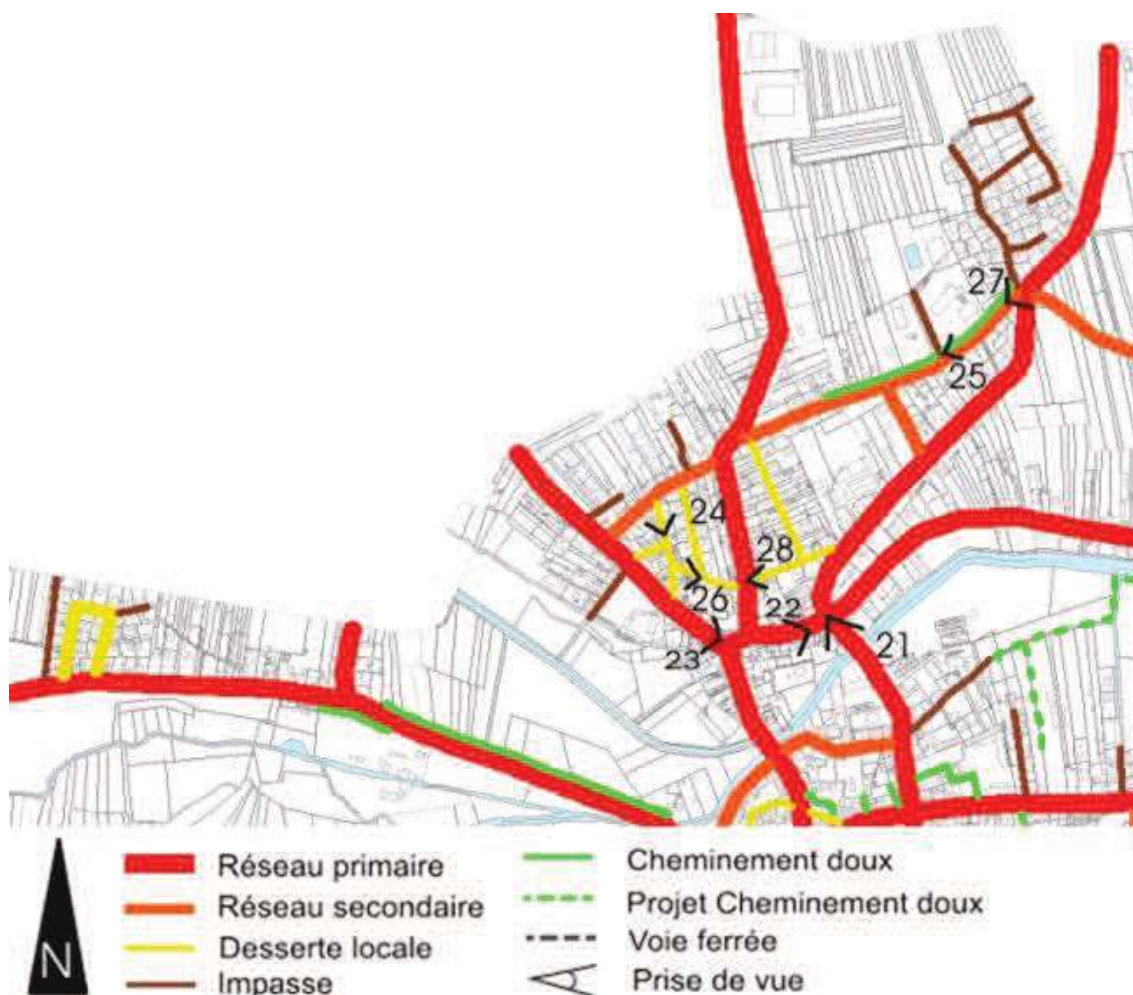 27
25
24
28
26
22
21
23
N
Réseau primaire
Réseau secondaire
Desserte locale
Impasse
Cheminement doux
Projet Cheminement doux
Voie ferrée
Prise de vue